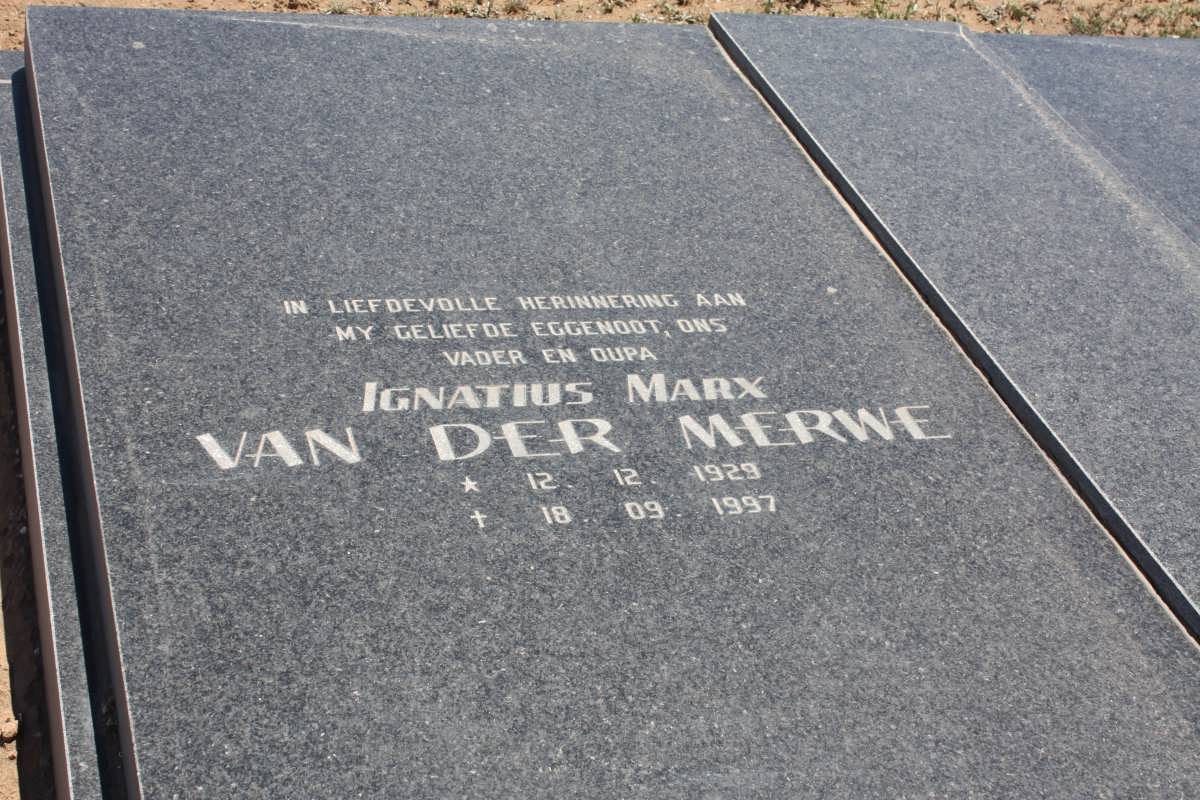 IN LIEFDEVOLLE HERINNERING AAN
MY GELIEFDE EGGENOOT, ONS
VADER EN OUPA
IGNATIUS MARX
VAN DER MERWE
★ 12. 12. 1929
† 18. 09. 1997